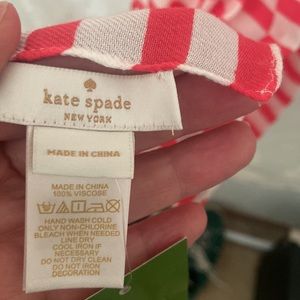 kate spade
NEW YORK
MADE IN CHINA
MADE IN CHINA
100% VISCOSE
HAND WASH COLD
ONLY NON-CHLORINE
BLEACH WHEN NEEDED
LINE DRY
COOL IRON IF
NECESSARY
DO NOT DRY CLEAN
DO NOT IRON
DECORATION